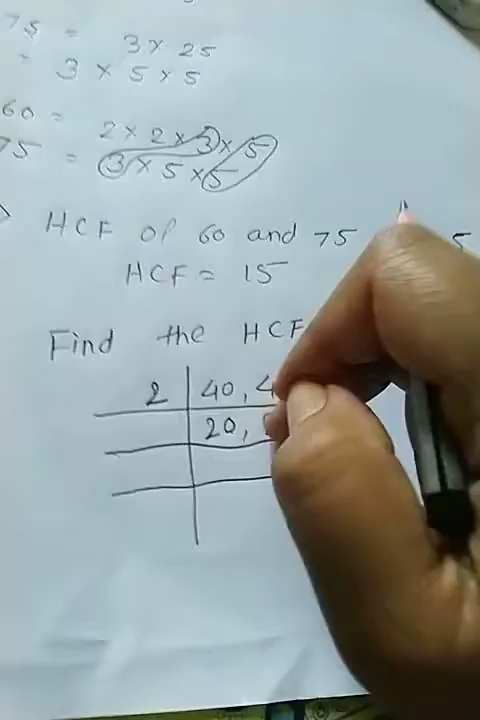 75 = 3 × 25
= 3 × 5 × 5
60 = 2 × 2 × 3 × 5
75 = 3 × 5 × 5
HCF of 60 and 75
HCF = 15
Find the HCF
2 40, 4
20,